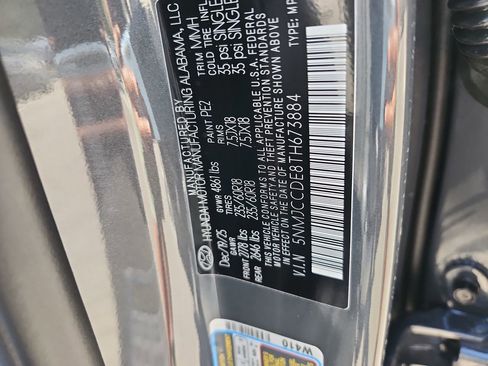 MANUFACTURED BY
HYUNDAI MOTOR MANUFACTURING ALABAMA, LLC
Dec/19/25 PAINT PE2 TRIM MMH
GVWR 4861 lbs
GAWR TIRES RIMS COLD TIRE INFL
FRONT 2778 lbs 235/60R18 7.5JX18 35 psi SINGLE
REAR 2646 lbs 235/60R18 7.5JX18 35 psi SINGLE
THIS VEHICLE CONFORMS TO ALL APPLICABLE U.S.A. FEDERAL
MOTOR VEHICLE SAFETY AND THEFT PREVENTION STANDARDS
IN EFFECT ON THE DATE OF MANUFACTURE SHOWN ABOVE
V.I.N 5NMJCCDE8TH673884
TYPE: MP
W410